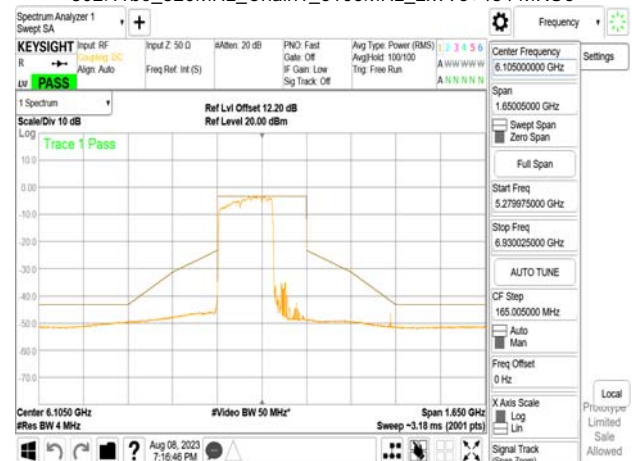 Spectrum Analyzer 1
Swept SA
Frequency
KEYSIGHT
R
LM
PASS
Input: RF
Coupling: DC
Align: Auto
Input Z: 50 Ω
Freq Ref: Int (S)
#Atten: 20 dB
PNO: Fast
Gate: Off
IF Gain: Low
Sig Track: Off
Avg Type: Power (RMS)
Avg|Hold: 100/100
Trig: Free Run
1 2 3 4 5 6
A W W W W W
A N N N N N
Center Frequency
6.105000000 GHz
Settings
Span
1.65005000 GHz
Swept Span
Zero Span
Full Span
Start Freq
5.279975000 GHz
Stop Freq
6.930025000 GHz
AUTO TUNE
CF Step
165.005000 MHz
Auto
Man
Freq Offset
0 Hz
X Axis Scale
Log
Lin
Signal Track
(Span Zoom)
Local
Prototype
Limited
Sale
Allowed
1 Spectrum
Scale/Div 10 dB
Ref Lvl Offset 12.20 dB
Ref Level 20.00 dBm
Log
Trace 1 Pass
10.0
0.00
-10.0
-20.0
-30.0
-40.0
-50.0
-60.0
-70.0
Center 6.1050 GHz
#Res BW 4 MHz
#Video BW 50 MHz*
Span 1.650 GHz
Sweep ~3.18 ms (2001 pts)
Aug 08, 2023
7:16:46 PM